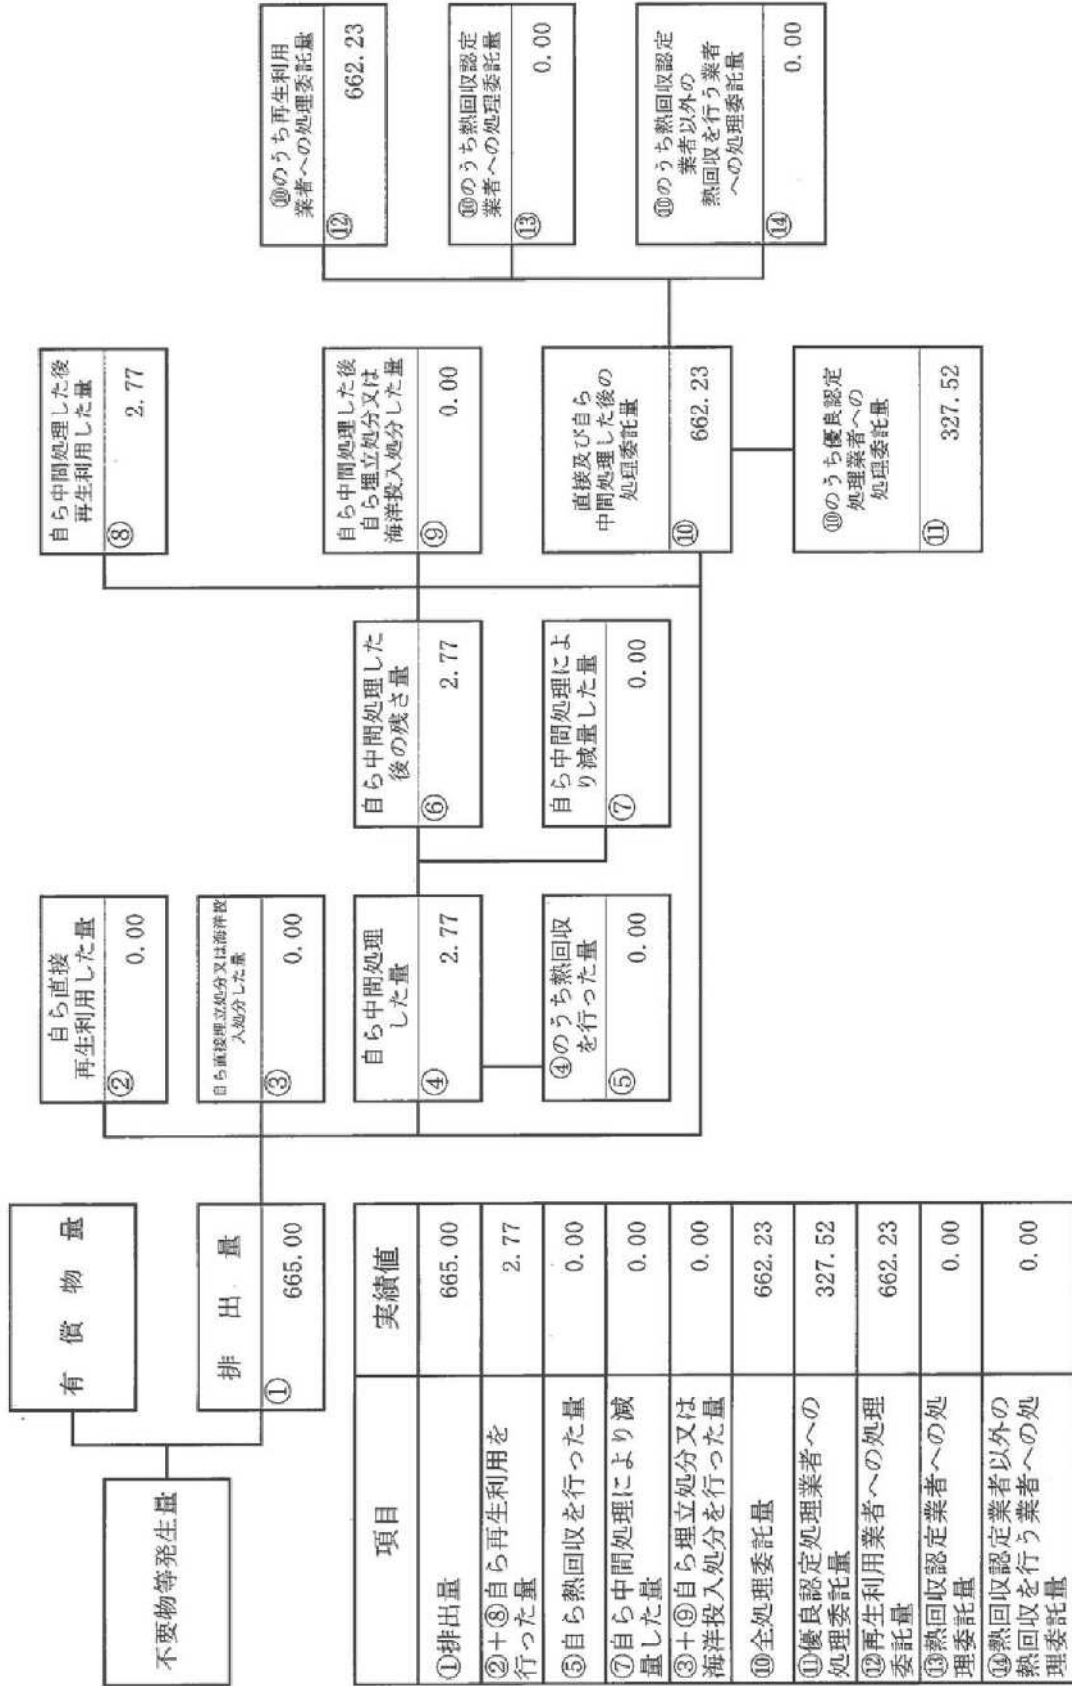 不要物等発生量
有償物量
排出量
① 665.00
自ら直接
再生利用した量
② 0.00
自ら直接埋立処分又は海洋投
入処分した量
③ 0.00
自ら中間処理
した量
④ 2.77
④のうち熱回収
を行った量
⑤ 0.00
自ら中間処理した
後の残さ量
⑥ 2.77
自ら中間処理によ
り減量した量
⑦ 0.00
自ら中間処理した後
再生利用した量
⑧ 2.77
自ら中間処理した後
自ら埋立処分又は
海洋投入処分した量
⑨ 0.00
直接及び自ら
中間処理した後の
処理委託量
⑩ 662.23
⑩のうち優良認定
処理業者への
処理委託量
⑪ 327.52
⑩のうち再生利用
業者への処理委託量
⑫ 662.23
⑩のうち熱回収認定
業者への処理委託量
⑬ 0.00
⑩のうち熱回収認定
業者以外の
熱回収を行う業者
への処理委託量
⑭ 0.00
項目 実績値
①排出量 665.00
②+⑧自ら再生利用を
行った量 2.77
⑤自ら熱回収を行った量 0.00
⑦自ら中間処理により減
量した量 0.00
③+⑨自ら埋立処分又は
海洋投入処分を行った量 0.00
⑩全処理委託量 662.23
⑪優良認定処理業者への
処理委託量 327.52
⑫再生利用業者への処理
委託量 662.23
⑬熱回収認定業者への処
理委託量 0.00
⑭熱回収認定業者以外の
熱回収を行う業者への処
理委託量 0.00